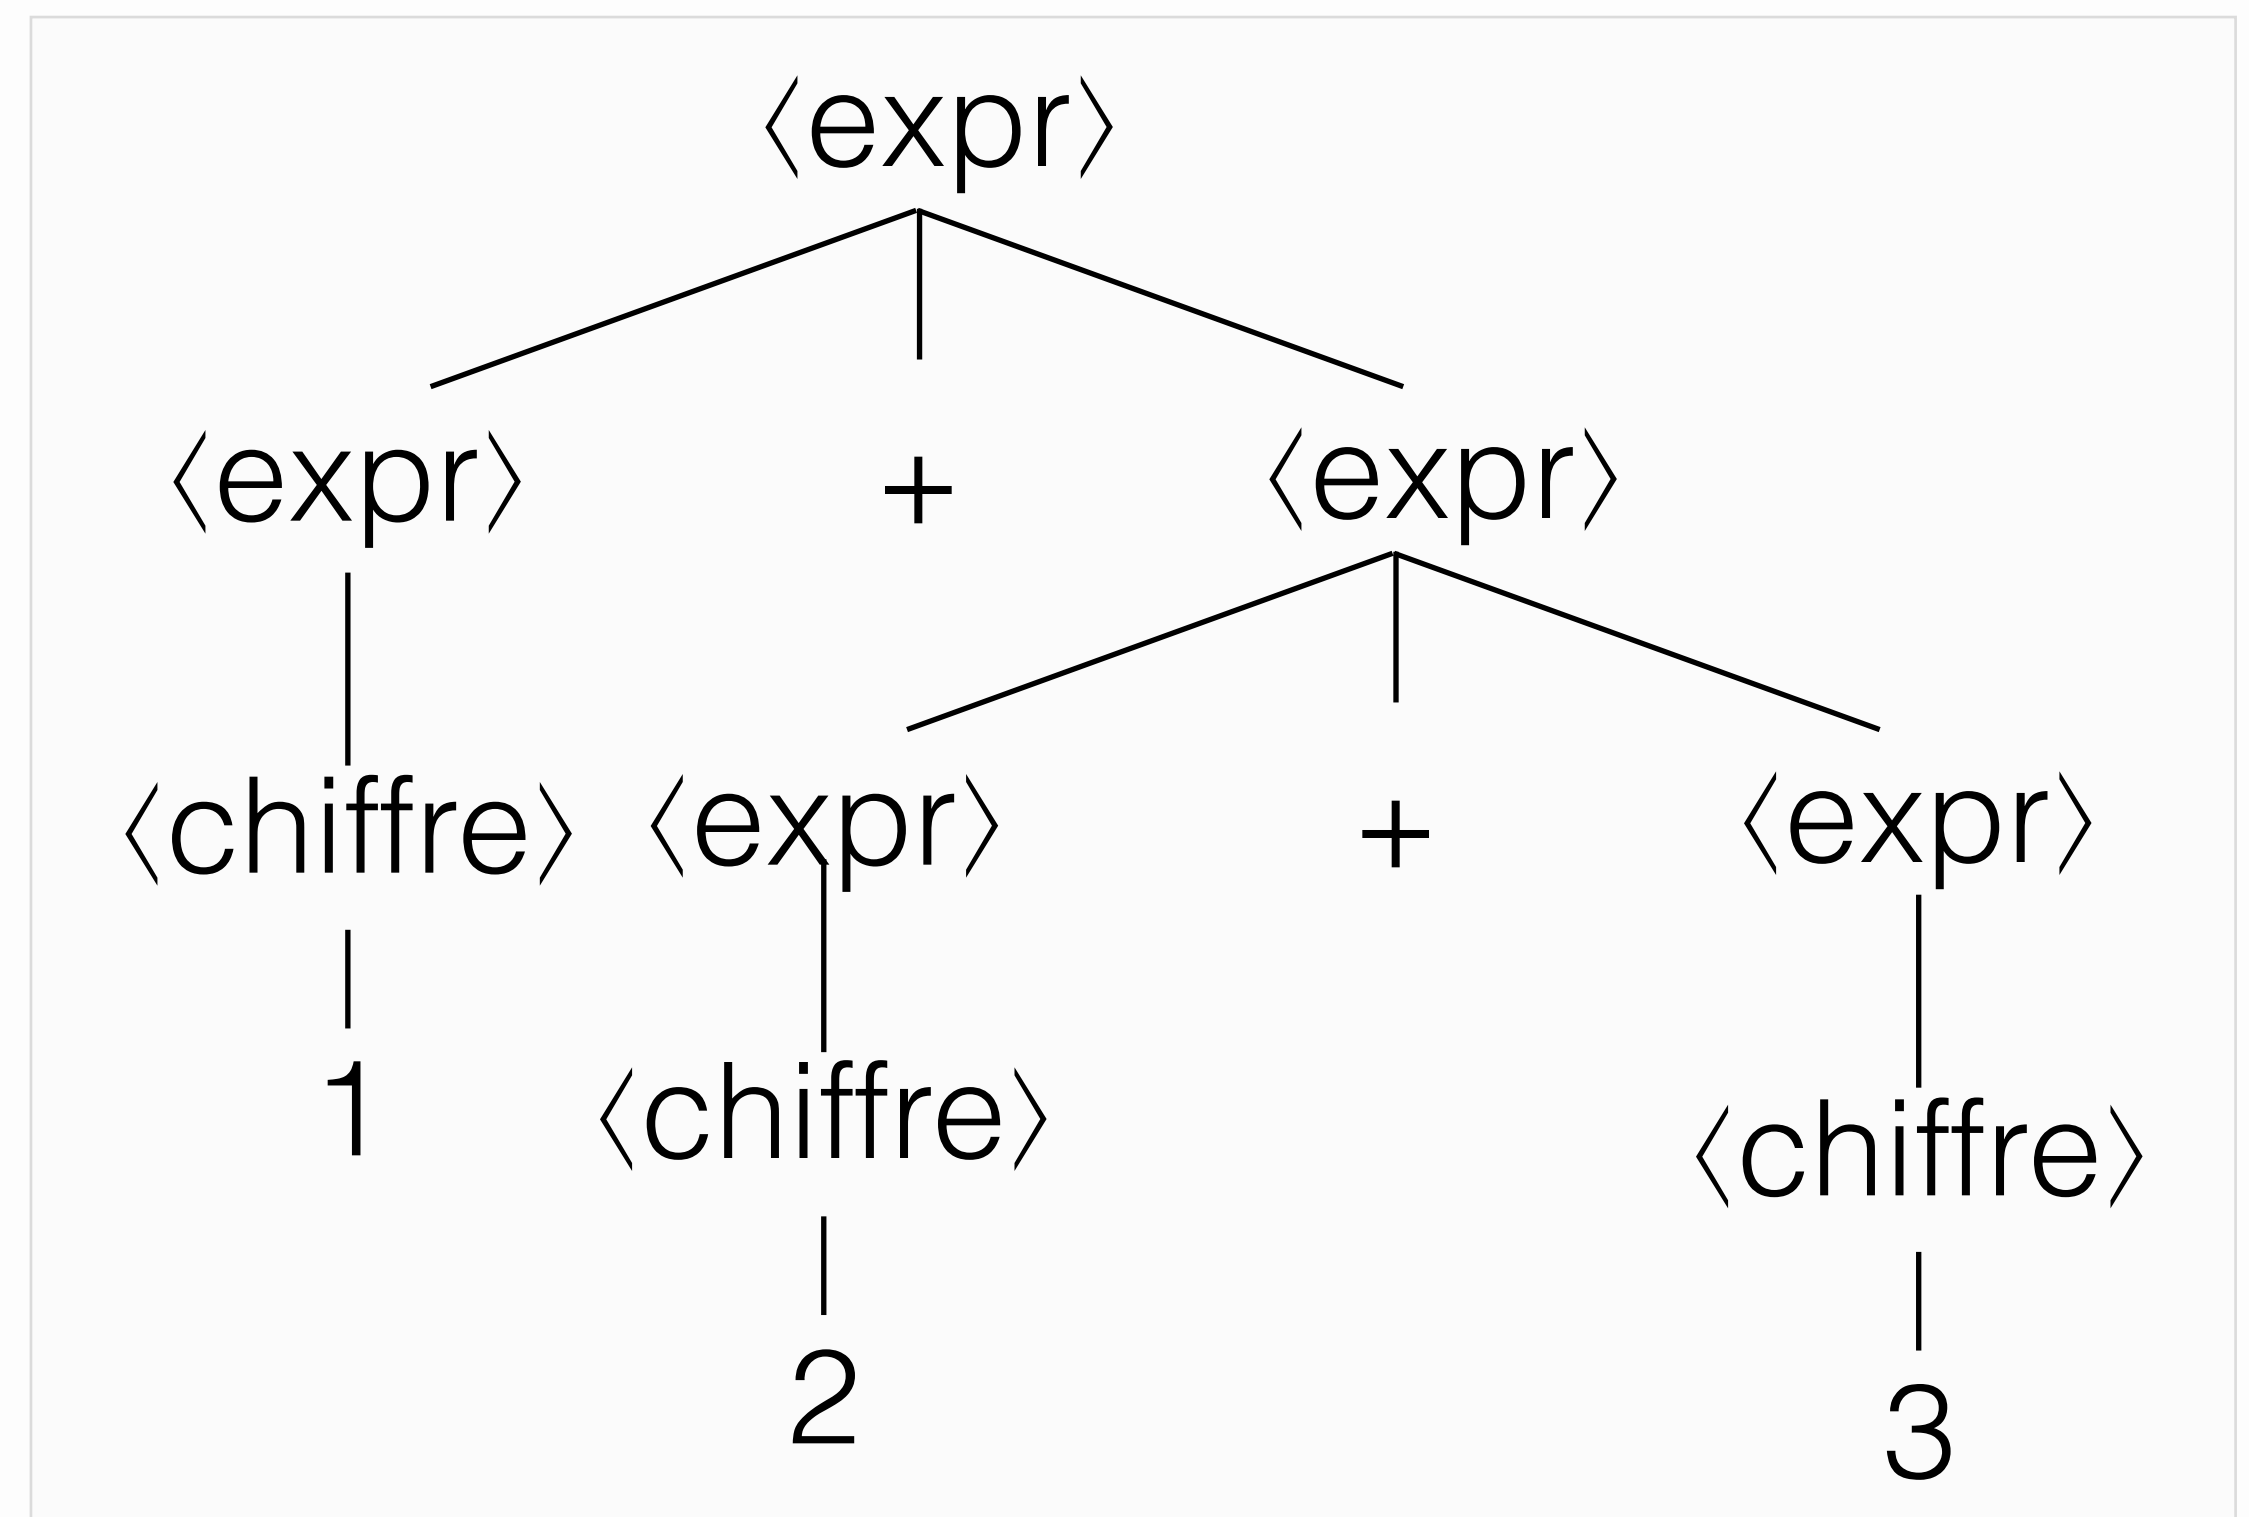 ⟨expr⟩
⟨expr⟩ + ⟨expr⟩
⟨chiffre⟩ ⟨expr⟩ + ⟨expr⟩
1 ⟨chiffre⟩ ⟨chiffre⟩
2 3